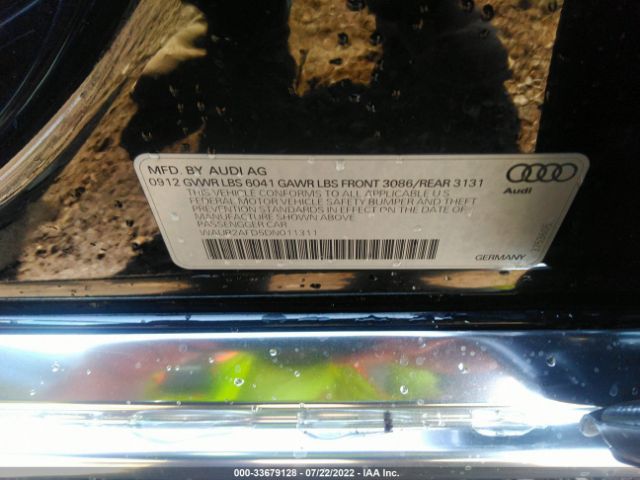 MFD. BY AUDI AG
0912 GVWR LBS 6041 GAWR LBS FRONT 3086/REAR 3131
THIS VEHICLE CONFORMS TO ALL APPLICABLE U S
FEDERAL MOTOR VEHICLE SAFETY BUMPER AND THEFT
PREVENTION STANDARDS IN EFFECT ON THE DATE OF
MANUFACTURE SHOWN ABOVE
PASSENGER CAR
WAUR2AFD5DN011311
Audi
GERMANY
000-33679128 - 07/22/2022 - IAA Inc.